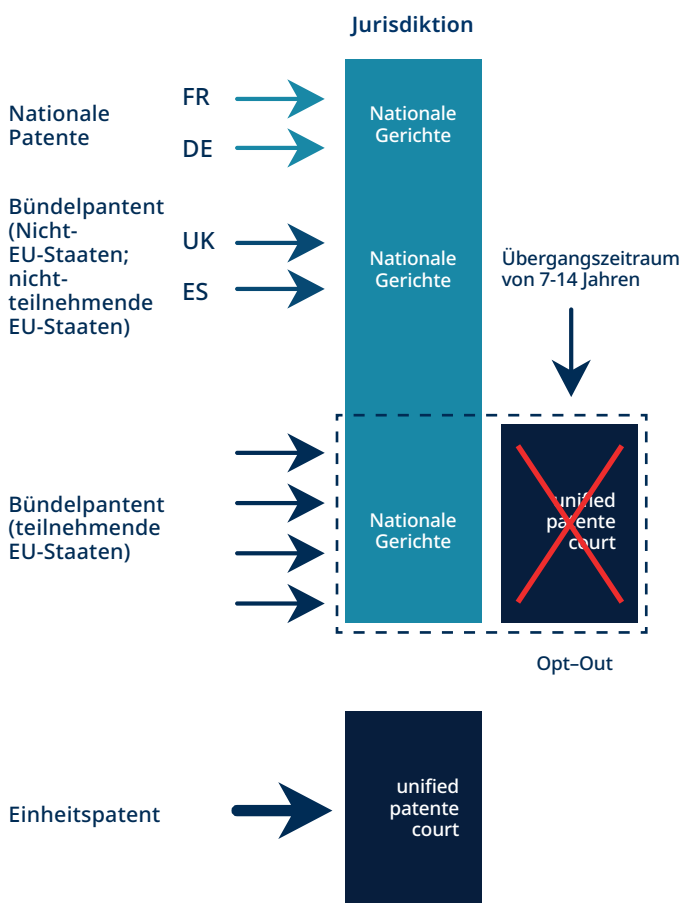 Jurisdiktion
Nationale
Patente
FR
DE
Nationale
Gerichte
Bündelpantent
(Nicht-
EU-Staaten;
nicht-
teilnehmende
EU-Staaten)
UK
ES
Nationale
Gerichte
Übergangszeitraum
von 7-14 Jahren
Bündelpantent
(teilnehmende
EU-Staaten)
Nationale
Gerichte
unified
patente
court
Opt–Out
Einheitspatent
unified
patente
court